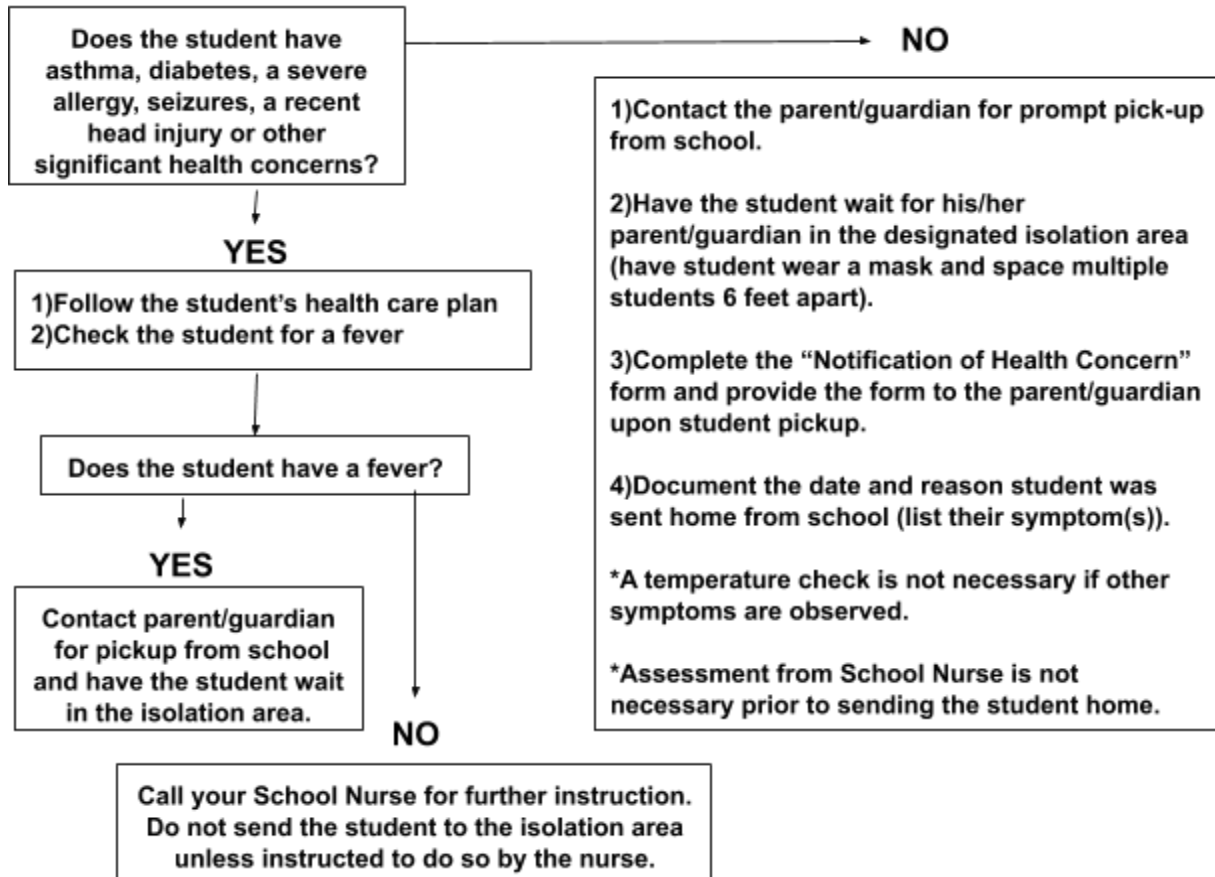 Does the student have
asthma, diabetes, a severe
allergy, seizures, a recent
head injury or other
significant health concerns?
NO
1)Contact the parent/guardian for prompt pick-up
from school.
2)Have the student wait for his/her
parent/guardian in the designated isolation area
(have student wear a mask and space multiple
students 6 feet apart).
3)Complete the “Notification of Health Concern”
form and provide the form to the parent/guardian
upon student pickup.
4)Document the date and reason student was
sent home from school (list their symptom(s)).
*A temperature check is not necessary if other
symptoms are observed.
*Assessment from School Nurse is not
necessary prior to sending the student home.
YES
1)Follow the student’s health care plan
2)Check the student for a fever
Does the student have a fever?
YES
Contact parent/guardian
for pickup from school
and have the student wait
in the isolation area.
NO
Call your School Nurse for further instruction.
Do not send the student to the isolation area
unless instructed to do so by the nurse.